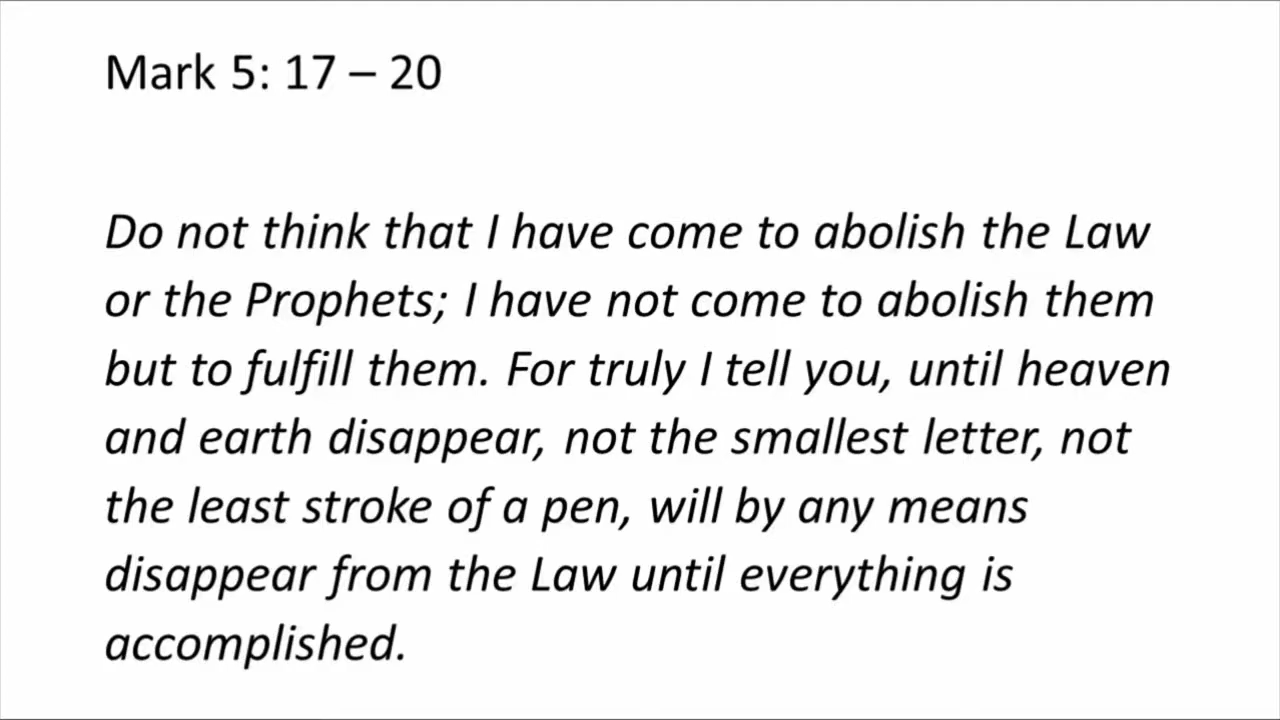 Mark 5: 17 – 20
Do not think that I have come to abolish the Law
or the Prophets; I have not come to abolish them
but to fulfill them. For truly I tell you, until heaven
and earth disappear, not the smallest letter, not
the least stroke of a pen, will by any means
disappear from the Law until everything is
accomplished.